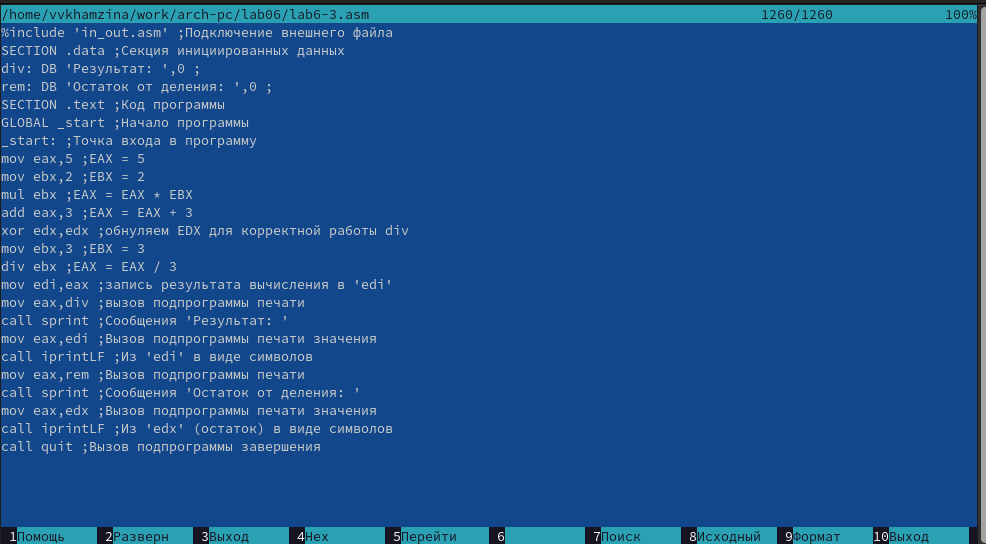 /home/vvkhamzina/work/arch-pc/lab06/lab6-3.asm 1260/1260 100%
%include 'in_out.asm' ;Подключение внешнего файла
SECTION .data ;Секция инициированных данных
div: DB 'Результат: ',0 ;
rem: DB 'Остаток от деления: ',0 ;
SECTION .text ;Код программы
GLOBAL _start ;Начало программы
_start: ;Точка входа в программу
mov eax,5 ;EAX = 5
mov ebx,2 ;EBX = 2
mul ebx ;EAX = EAX * EBX
add eax,3 ;EAX = EAX + 3
xor edx,edx ;обнуляем EDX для корректной работы div
mov ebx,3 ;EBX = 3
div ebx ;EAX = EAX / 3
mov edi,eax ;запись результата вычисления в 'edi'
mov eax,div ;вызов подпрограммы печати
call sprint ;Сообщения 'Результат: '
mov eax,edi ;Вызов подпрограммы печати значения
call iprintLF ;Из 'edi' в виде символов
mov eax,rem ;Вызов подпрограммы печати
call sprint ;Сообщения 'Остаток от деления: '
mov eax,edx ;Вызов подпрограммы печати значения
call iprintLF ;Из 'edx' (остаток) в виде символов
call quit ;Вызов подпрограммы завершения
1Помощь 2Разверн 3Выход 4Hex 5Перейти 6 7Поиск 8Исходный 9Формат 10Выход